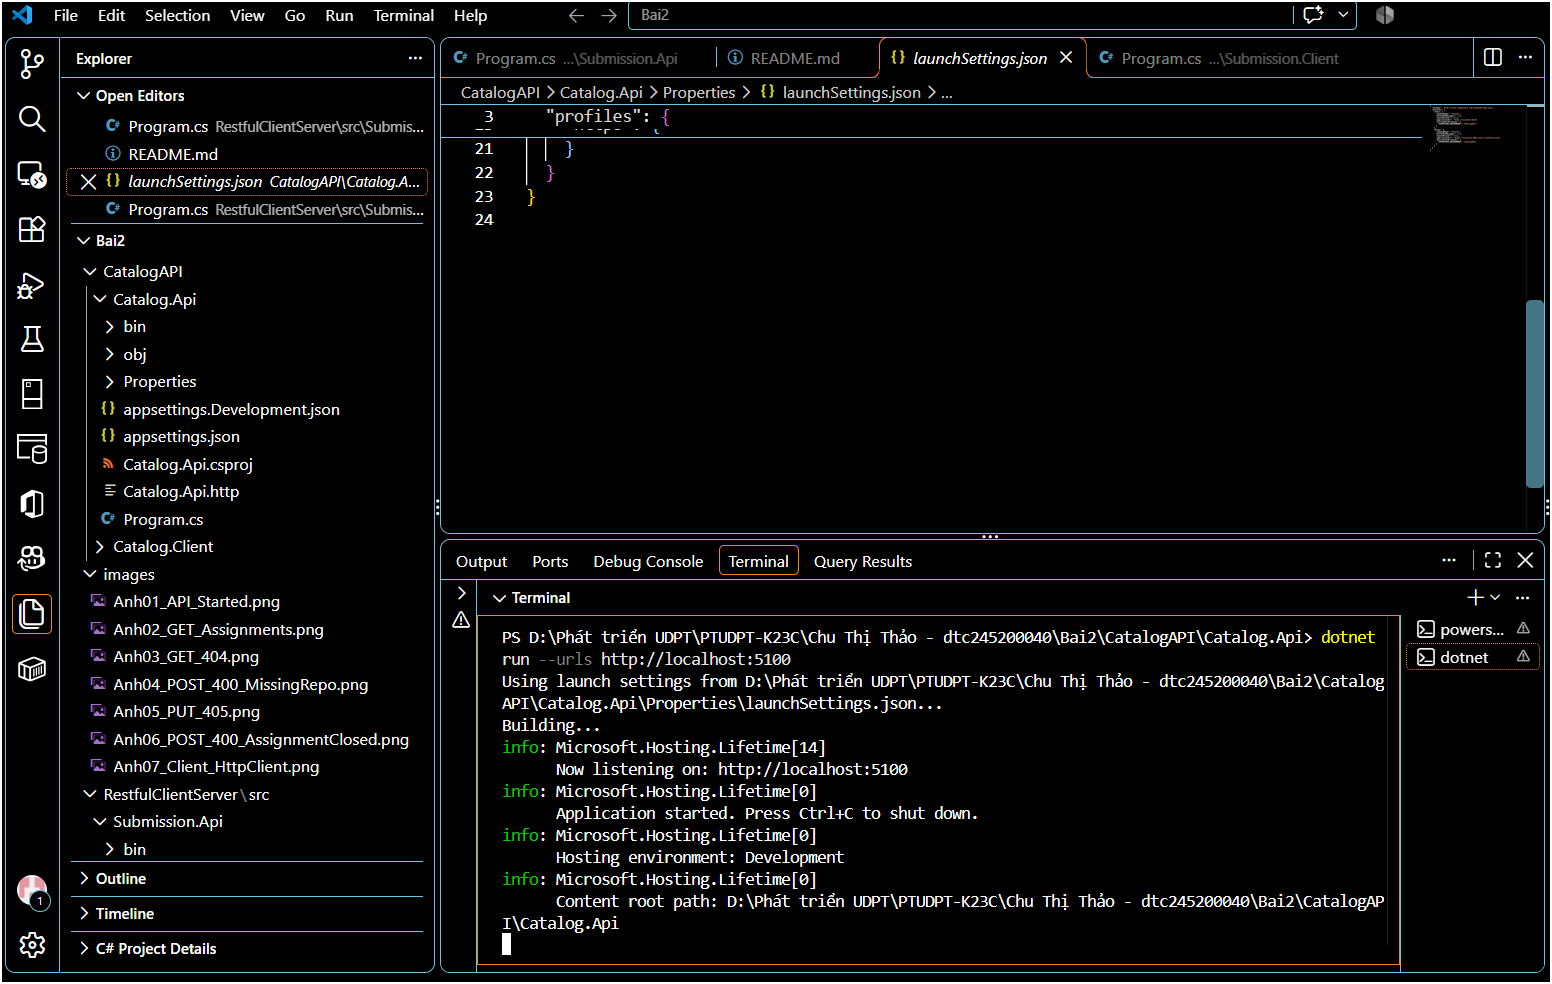 File Edit Selection View Go Run Terminal Help
Bai2
Explorer
Open Editors
Program.cs RestfulClientServer\src\Submis...
README.md
launchSettings.json CatalogAPI\Catalog.A...
Program.cs RestfulClientServer\src\Submis...
Bai2
CatalogAPI
Catalog.Api
bin
obj
Properties
appsettings.Development.json
appsettings.json
Catalog.Api.csproj
Catalog.Api.http
Program.cs
Catalog.Client
images
Anh01_API_Started.png
Anh02_GET_Assignments.png
Anh03_GET_404.png
Anh04_POST_400_MissingRepo.png
Anh05_PUT_405.png
Anh06_POST_400_AssignmentClosed.png
Anh07_Client_HttpClient.png
RestfulClientServer\src
Submission.Api
bin
Outline
Timeline
C# Project Details
1
Program.cs ...\Submission.Api README.md launchSettings.json Program.cs ...\Submission.Client
CatalogAPI > Catalog.Api > Properties > {} launchSettings.json > ...
3 "profiles": {
21 }
22 }
23 }
24
Output Ports Debug Console Terminal Query Results
Terminal
PS D:\Phát triển UDPT\PTUDPT-K23C\Chu Thị Thảo - dtc245200040\Bai2\CatalogAPI\Catalog.Api> dotnet
run --urls http://localhost:5100
Using launch settings from D:\Phát triển UDPT\PTUDPT-K23C\Chu Thị Thảo - dtc245200040\Bai2\Catalog
API\Catalog.Api\Properties\launchSettings.json...
Building...
info: Microsoft.Hosting.Lifetime[14]
Now listening on: http://localhost:5100
info: Microsoft.Hosting.Lifetime[0]
Application started. Press Ctrl+C to shut down.
info: Microsoft.Hosting.Lifetime[0]
Hosting environment: Development
info: Microsoft.Hosting.Lifetime[0]
Content root path: D:\Phát triển UDPT\PTUDPT-K23C\Chu Thị Thảo - dtc245200040\Bai2\CatalogAP
I\Catalog.Api
powers...
dotnet